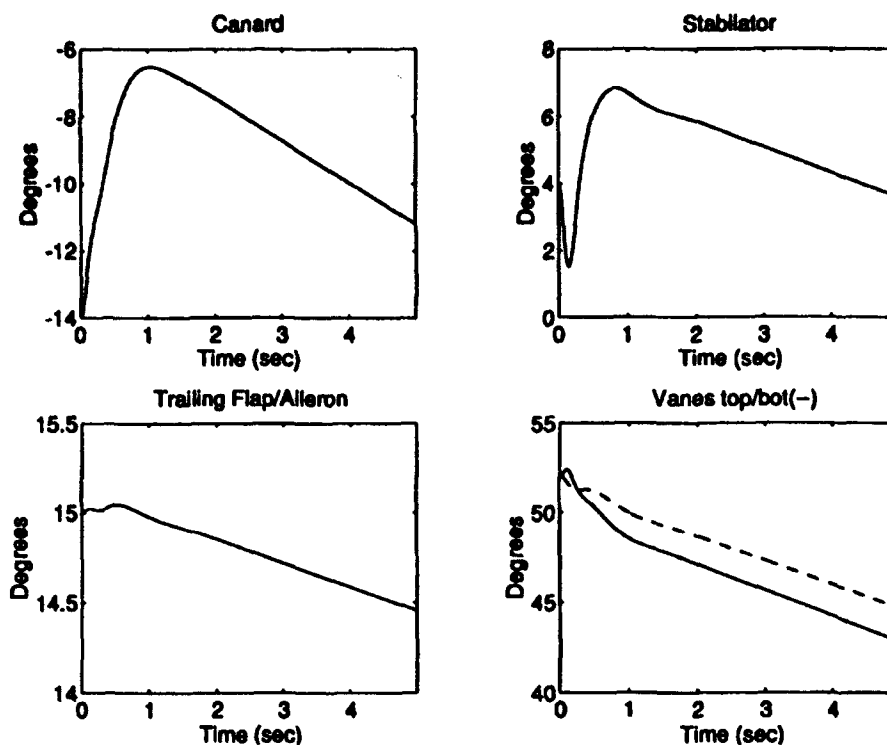 Canard
-6
-8
-10
-12
-14
Degrees
0 1 2 3 4
Time (sec)
Stabilator
8
6
4
2
0
Degrees
0 1 2 3 4
Time (sec)
Trailing Flap/Aileron
15.5
15
14.5
14
Degrees
0 1 2 3 4
Time (sec)
Vanes top/bot(--)
55
50
45
40
Degrees
0 1 2 3 4
Time (sec)